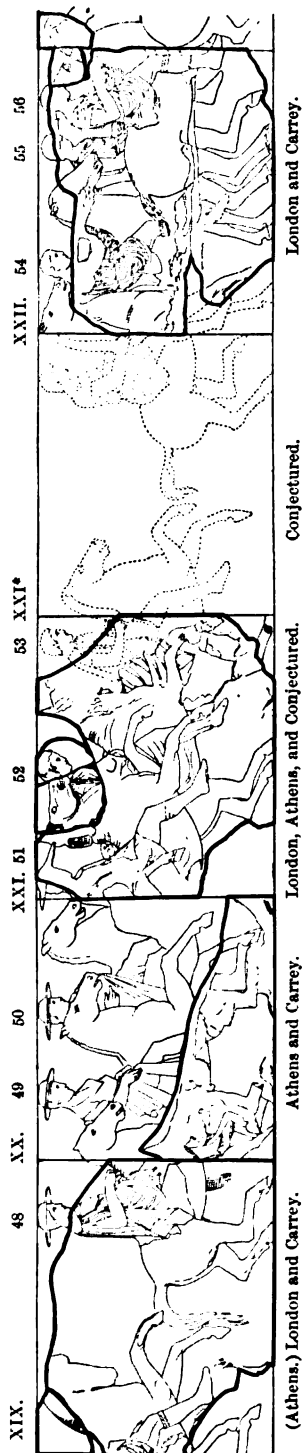 XIX. 48 XX. 49 50 XXI. 51 52 53 XXI* XXII. 54 55 56
(Athens.) London and Carrey. Athens and Carrey. London, Athens, and Conjectured. Conjectured. London and Carrey.